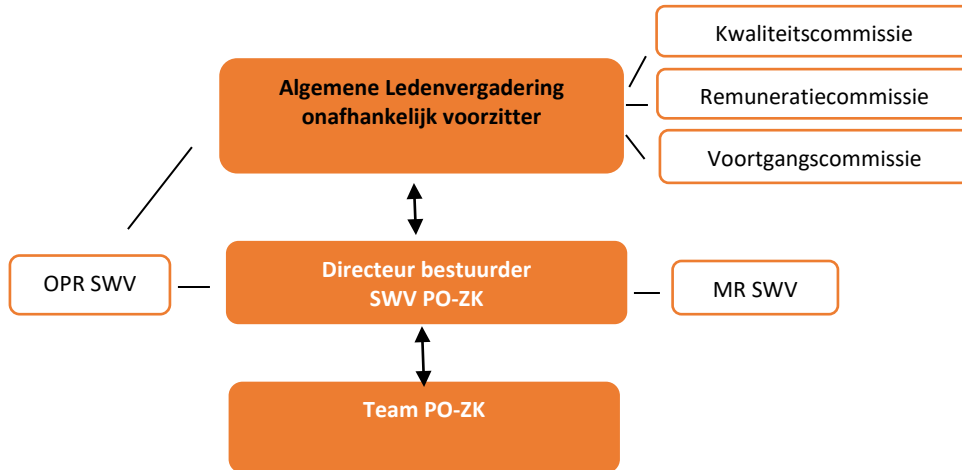 Kwaliteitscommissie
Algemene Ledenvergadering
onafhankelijk voorzitter
Remuneratiecommissie
Voortgangscommissie
OPR SWV
Directeur bestuurder
SWV PO-ZK
MR SWV
Team PO-ZK